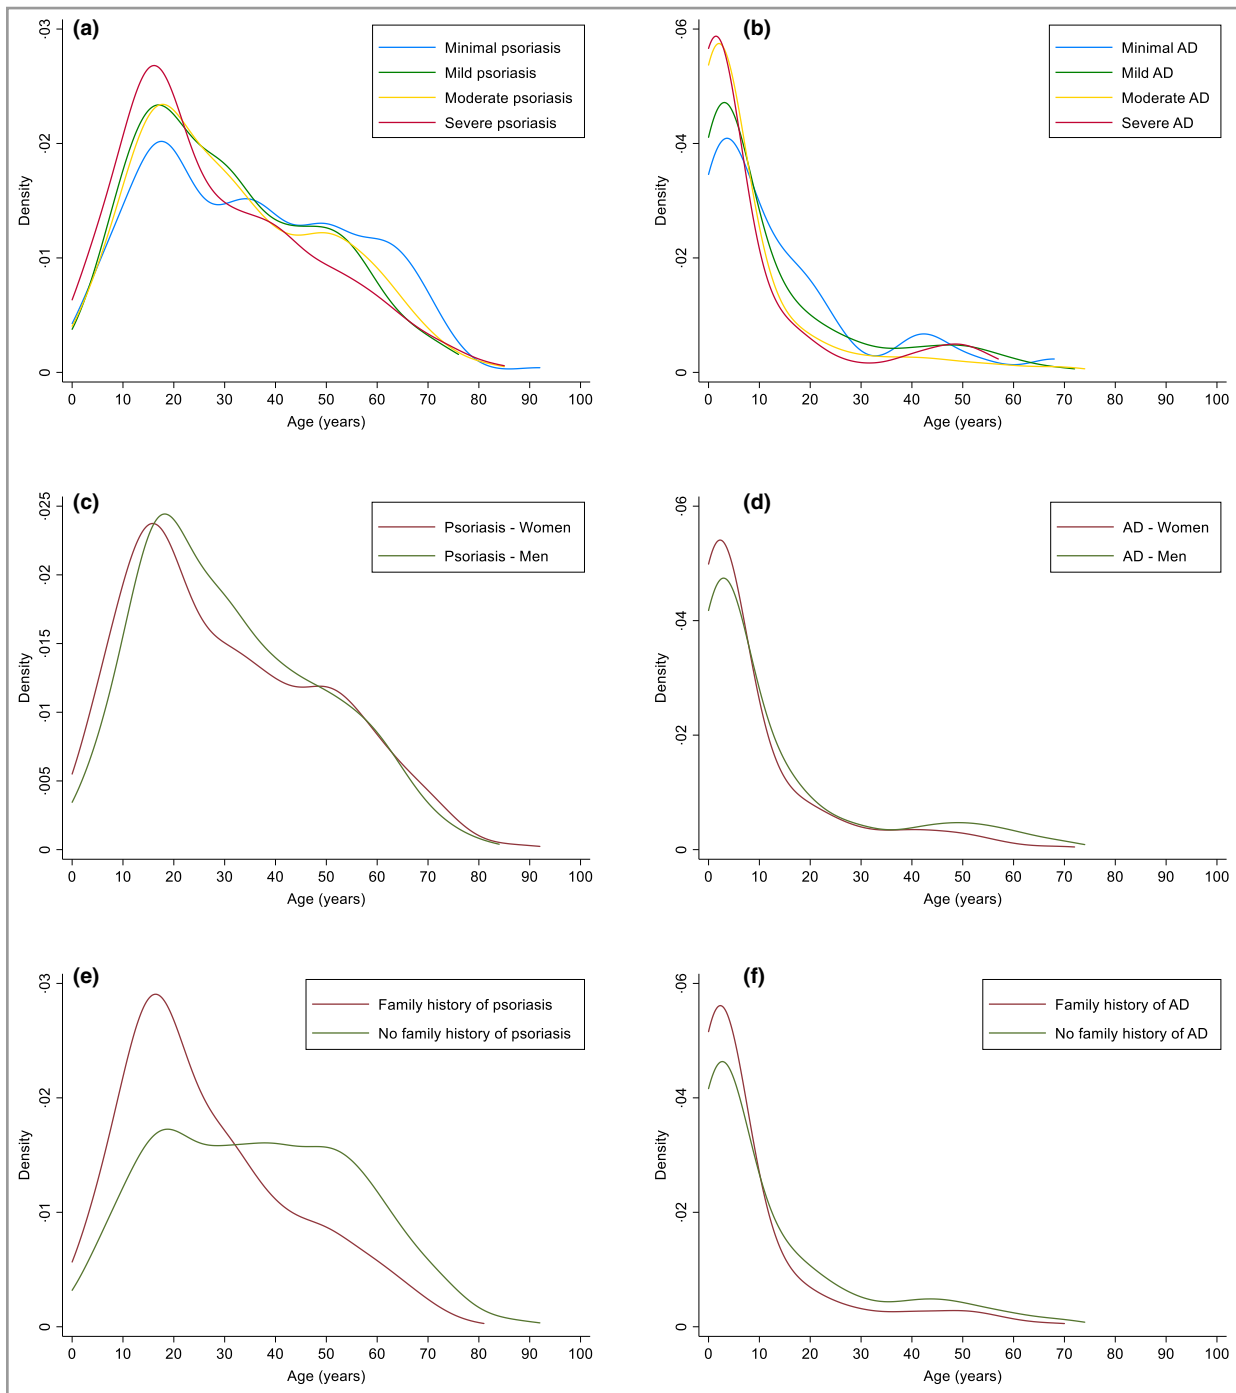 (a)
Minimal psoriasis
Mild psoriasis
Moderate psoriasis
Severe psoriasis
Density
·03
·02
·01
0
0 10 20 30 40 50 60 70 80 90 100
Age (years)
(b)
Minimal AD
Mild AD
Moderate AD
Severe AD
Density
·06
·04
·02
0
0 10 20 30 40 50 60 70 80 90 100
Age (years)
(c)
Psoriasis - Women
Psoriasis - Men
Density
·025
·02
·015
·01
·005
0
0 10 20 30 40 50 60 70 80 90 100
Age (years)
(d)
AD - Women
AD - Men
Density
·06
·04
·02
0
0 10 20 30 40 50 60 70 80 90 100
Age (years)
(e)
Family history of psoriasis
No family history of psoriasis
Density
·03
·02
·01
0
0 10 20 30 40 50 60 70 80 90 100
Age (years)
(f)
Family history of AD
No family history of AD
Density
·06
·04
·02
0
0 10 20 30 40 50 60 70 80 90 100
Age (years)